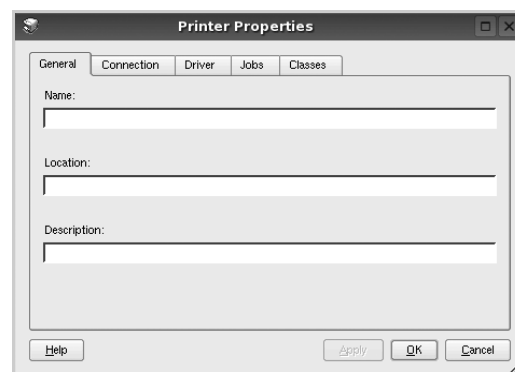 Printer Properties
General Connection Driver Jobs Classes
Name:
Location:
Description:
Help Apply OK Cancel